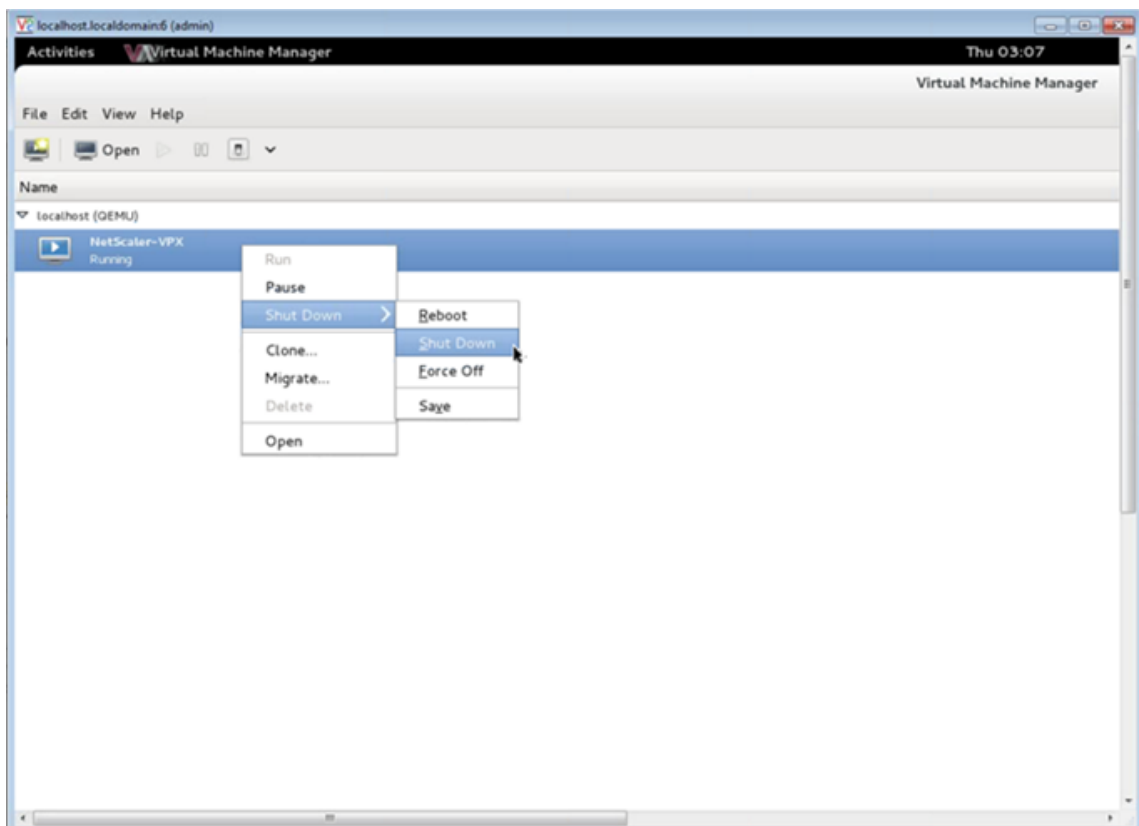 localhost.localdomain:6 (admin)
Activities Virtual Machine Manager Thu 03:07
Virtual Machine Manager
File Edit View Help
Open
Name
localhost (QEMU)
NetScaler-VPX
Running
Run
Pause
Shut Down
Clone...
Migrate...
Delete
Open
Reboot
Shut Down
Force Off
Save